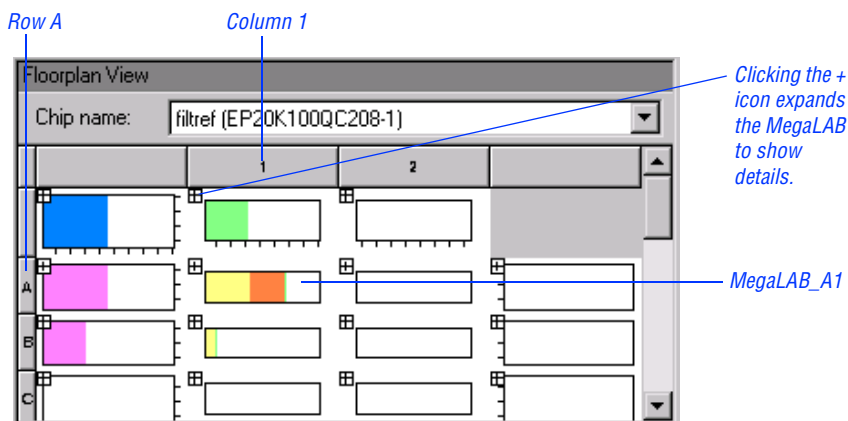 Row A
Column 1
Floorplan View
Chip name: filtref (EP20K100QC208-1)
Clicking the +
icon expands
the MegaLAB
to show
details.
1 2
A
MegaLAB_A1
B
C